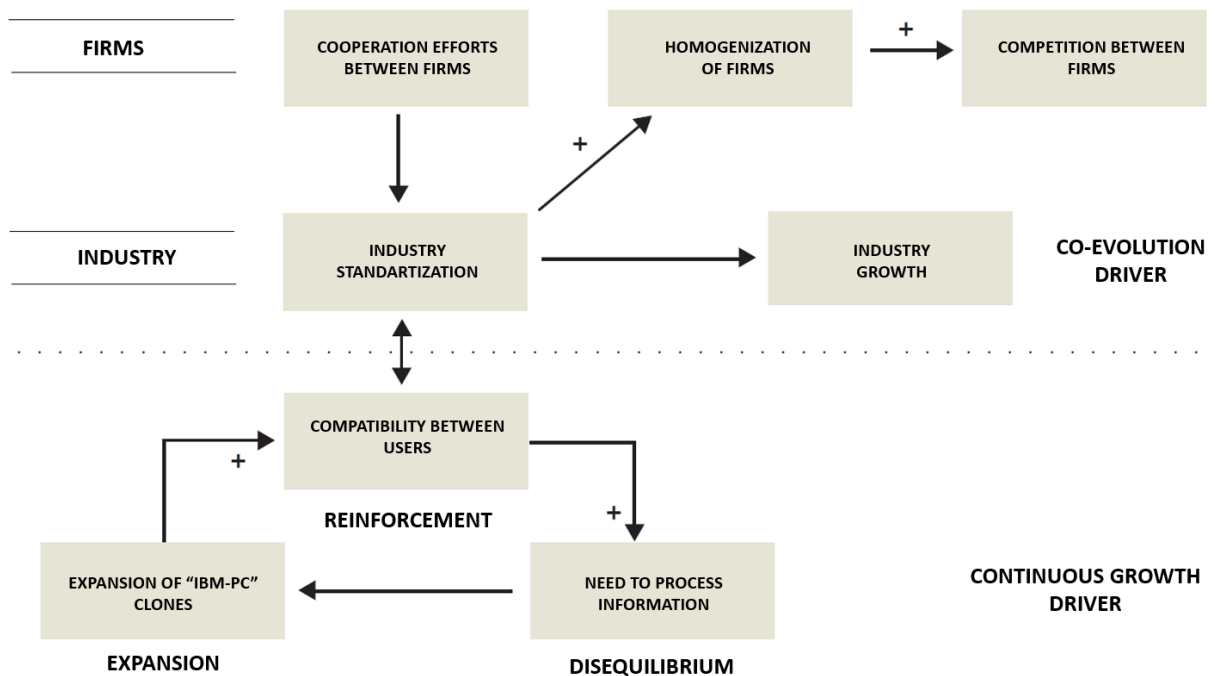 FIRMS
COOPERATION EFFORTS
BETWEEN FIRMS
HOMOGENIZATION
OF FIRMS
+
COMPETITION BETWEEN
FIRMS
+
INDUSTRY
INDUSTRY
STANDARTIZATION
INDUSTRY
GROWTH
CO-EVOLUTION
DRIVER
COMPATIBILITY BETWEEN
USERS
+
REINFORCEMENT
+
EXPANSION OF “IBM-PC”
CLONES
NEED TO PROCESS
INFORMATION
CONTINUOUS GROWTH
DRIVER
EXPANSION
DISEQUILIBRIUM